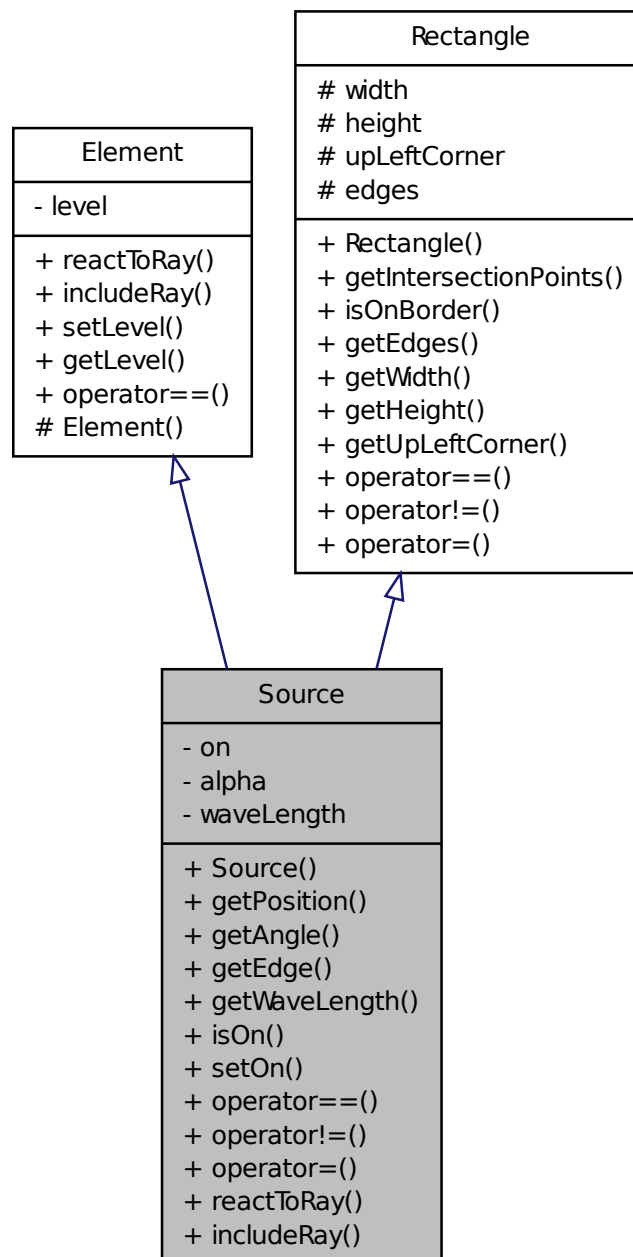 Rectangle
# width
# height
# upLeftCorner
# edges
+ Rectangle()
+ getIntersectionPoints()
+ isOnBorder()
+ getEdges()
+ getWidth()
+ getHeight()
+ getUpLeftCorner()
+ operator==()
+ operator!=()
+ operator=()
Element
- level
+ reactToRay()
+ includeRay()
+ setLevel()
+ getLevel()
+ operator==()
# Element()
Source
- on
- alpha
- waveLength
+ Source()
+ getPosition()
+ getAngle()
+ getEdge()
+ getWaveLength()
+ isOn()
+ setOn()
+ operator==()
+ operator!=()
+ operator=()
+ reactToRay()
+ includeRay()